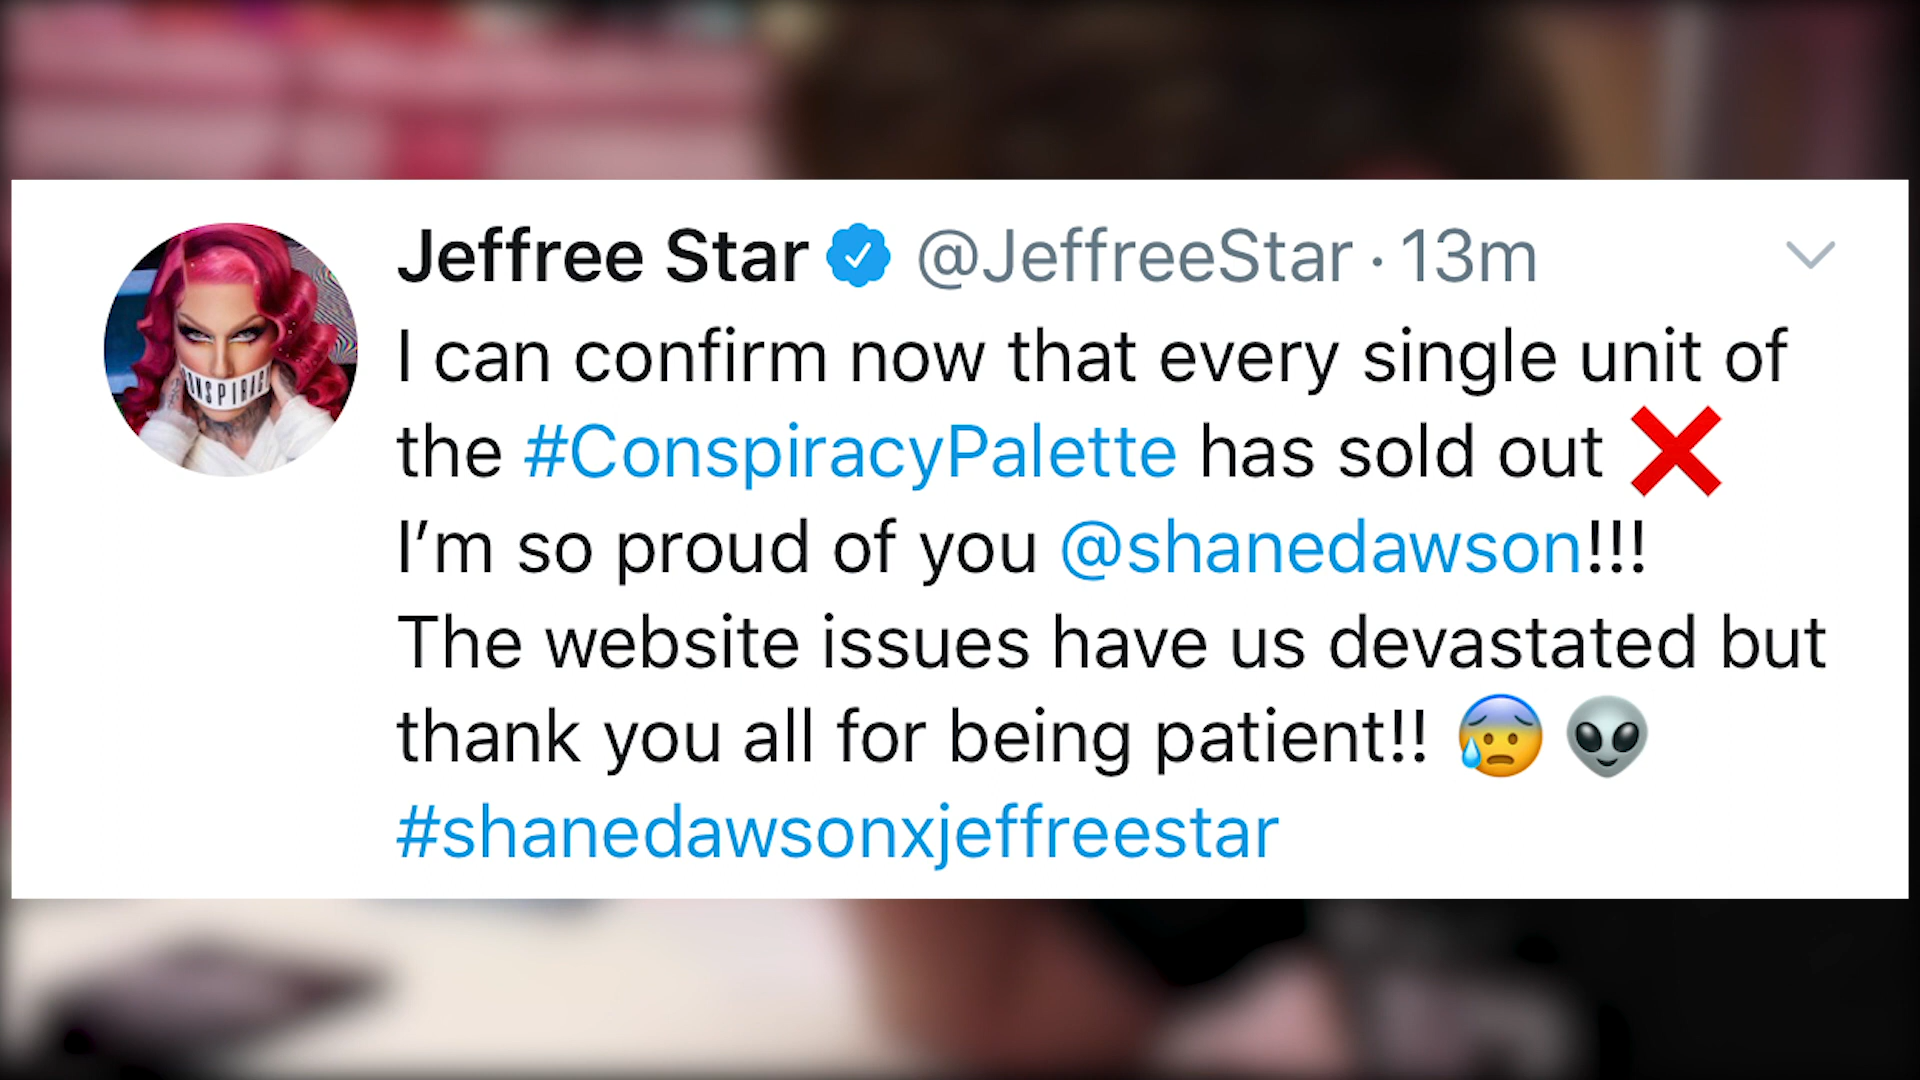 Jeffree Star @JeffreeStar · 13m
I can confirm now that every single unit of
the #ConspiracyPalette has sold out ❌
I’m so proud of you @shanedawson!!!
The website issues have us devastated but
thank you all for being patient!! 😰 👽
#shanedawsonxjeffreestar